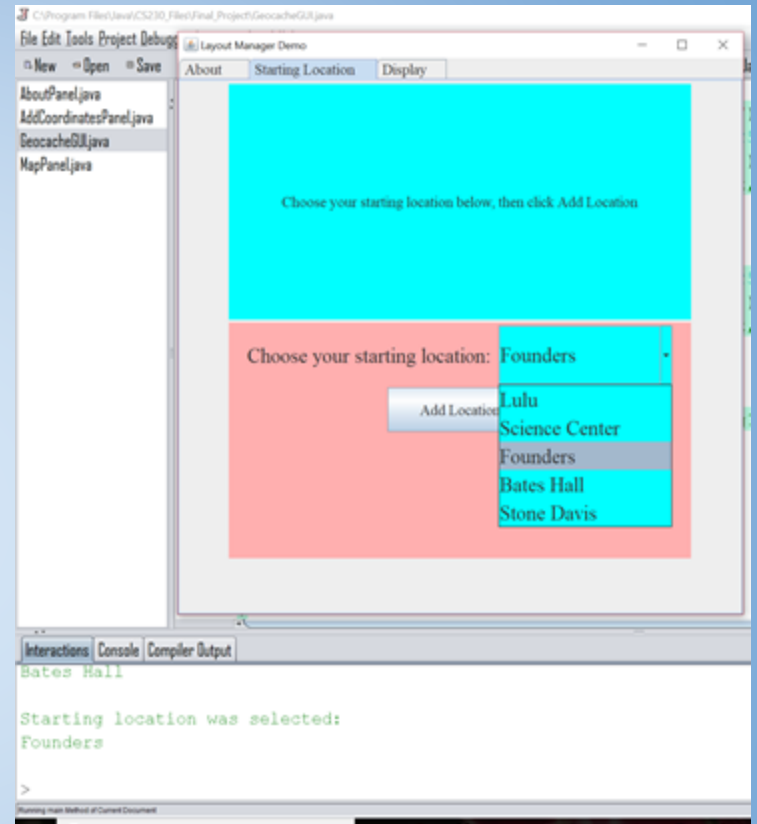 C:\Program Files\Java\CS230_Files\Final_Project\GeocacheGUI.java
File Edit Tools Project Debug
New Open Save
AboutPanel.java
AddCoordinatesPanel.java
GeocacheGUI.java
MapPanel.java
Layout Manager Demo
About Starting Location Display
Choose your starting location below, then click Add Location
Choose your starting location: Founders
Add Location
Lulu
Science Center
Founders
Bates Hall
Stone Davis
Interactions Console Compiler Output
Bates Hall
Starting location was selected:
Founders
>
Running main Method of Current Document